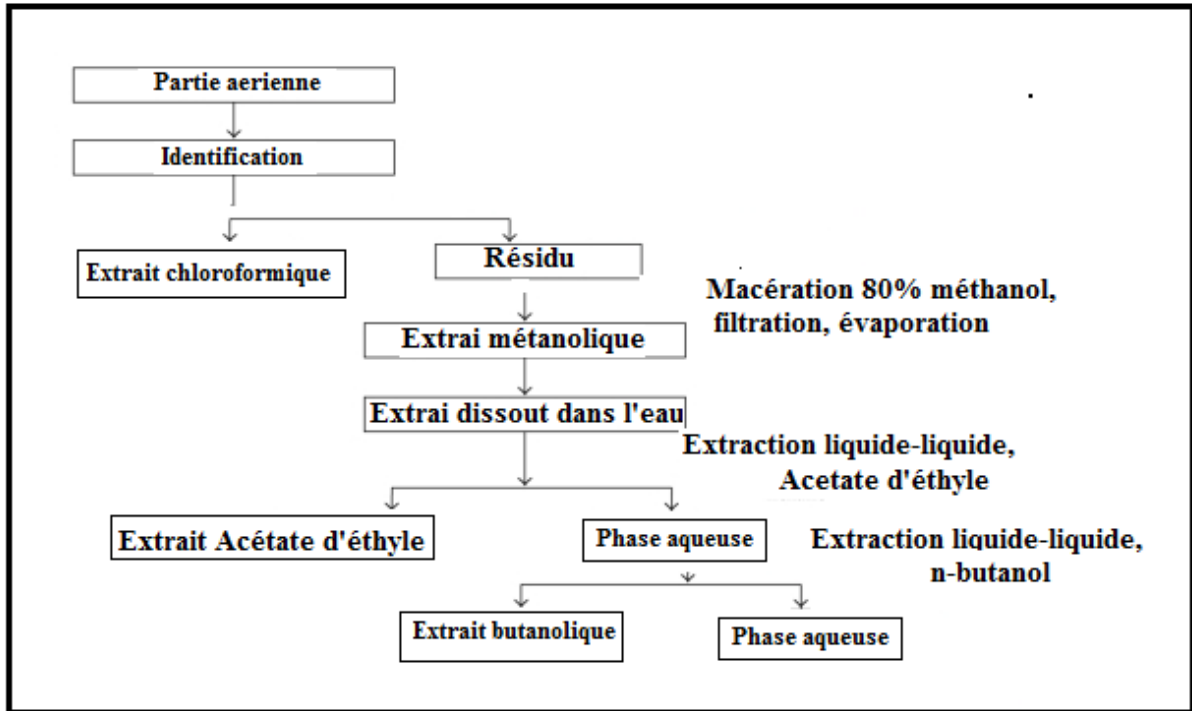 Partie aerienne
Identification
Extrait chloroformique
Résidu
Macération 80% méthanol,
filtration, évaporation
Extrai métanolique
Extrai dissout dans l'eau
Extraction liquide-liquide,
Acetate d'éthyle
Extrait Acétate d'éthyle
Phase aqueuse
Extraction liquide-liquide,
n-butanol
Extrait butanolique
Phase aqueuse